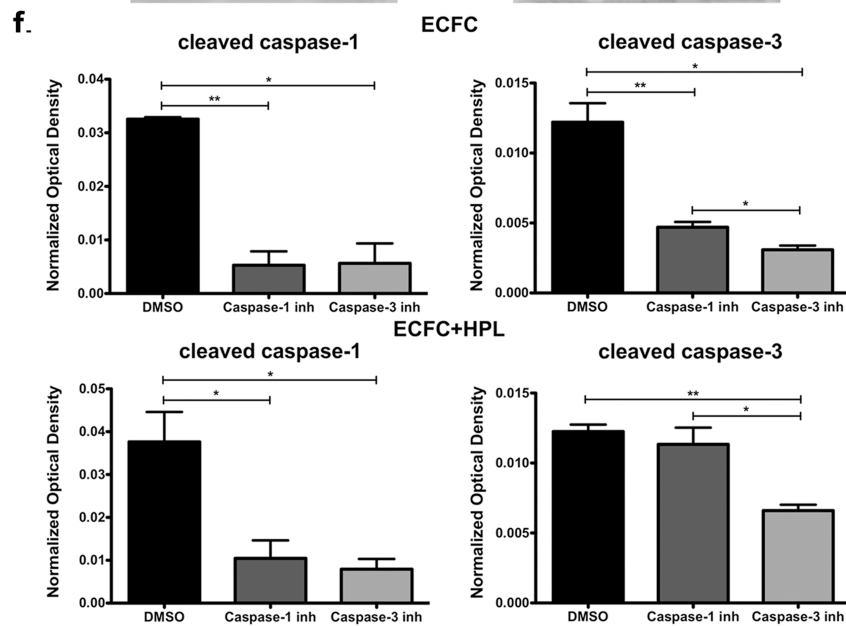 f.
ECFC
cleaved caspase-1
cleaved caspase-3
Normalized Optical Density
0.04
0.03
0.02
0.01
0.00
*
**
DMSO
Caspase-1 inh
Caspase-3 inh
Normalized Optical Density
0.015
0.010
0.005
0.000
*
**
*
DMSO
Caspase-1 inh
Caspase-3 inh
ECFC+HPL
cleaved caspase-1
cleaved caspase-3
Normalized Optical Density
0.05
0.04
0.03
0.02
0.01
0.00
*
*
DMSO
Caspase-1 inh
Caspase-3 inh
Normalized Optical Density
0.015
0.010
0.005
0.000
**
*
DMSO
Caspase-1 inh
Caspase-3 inh